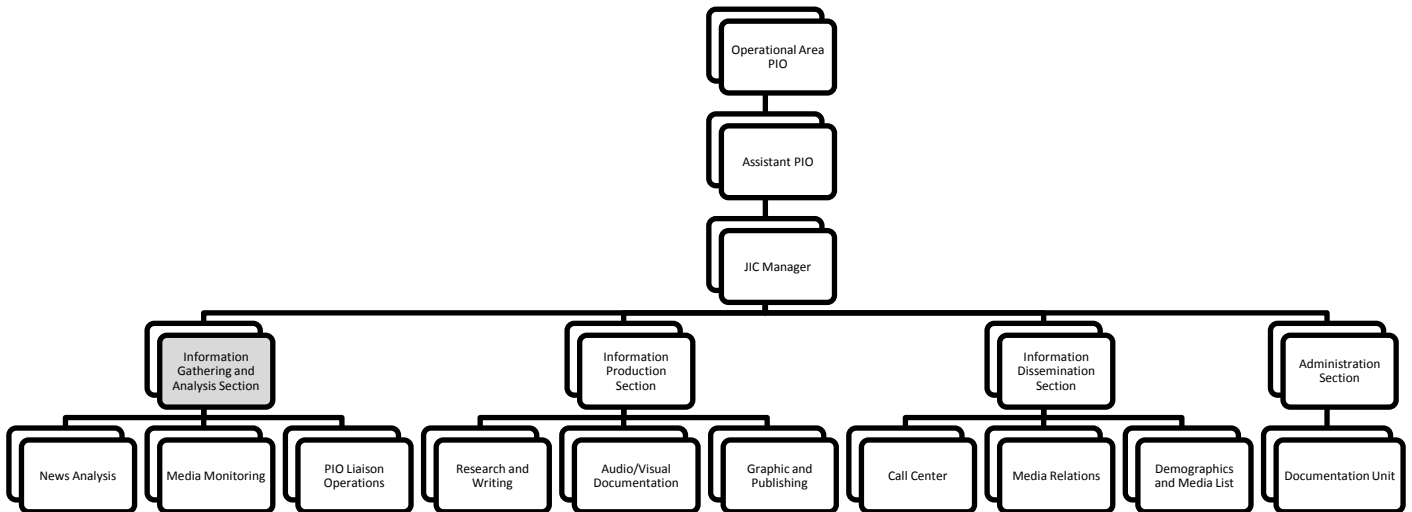 Operational Area
PIO
Assistant PIO
JIC Manager
Information
Gathering and
Analysis Section
Information
Production
Section
Information
Dissemination
Section
Administration
Section
News Analysis
Media Monitoring
PIO Liaison
Operations
Research and
Writing
Audio/Visual
Documentation
Graphic and
Publishing
Call Center
Media Relations
Demographics
and Media List
Documentation Unit